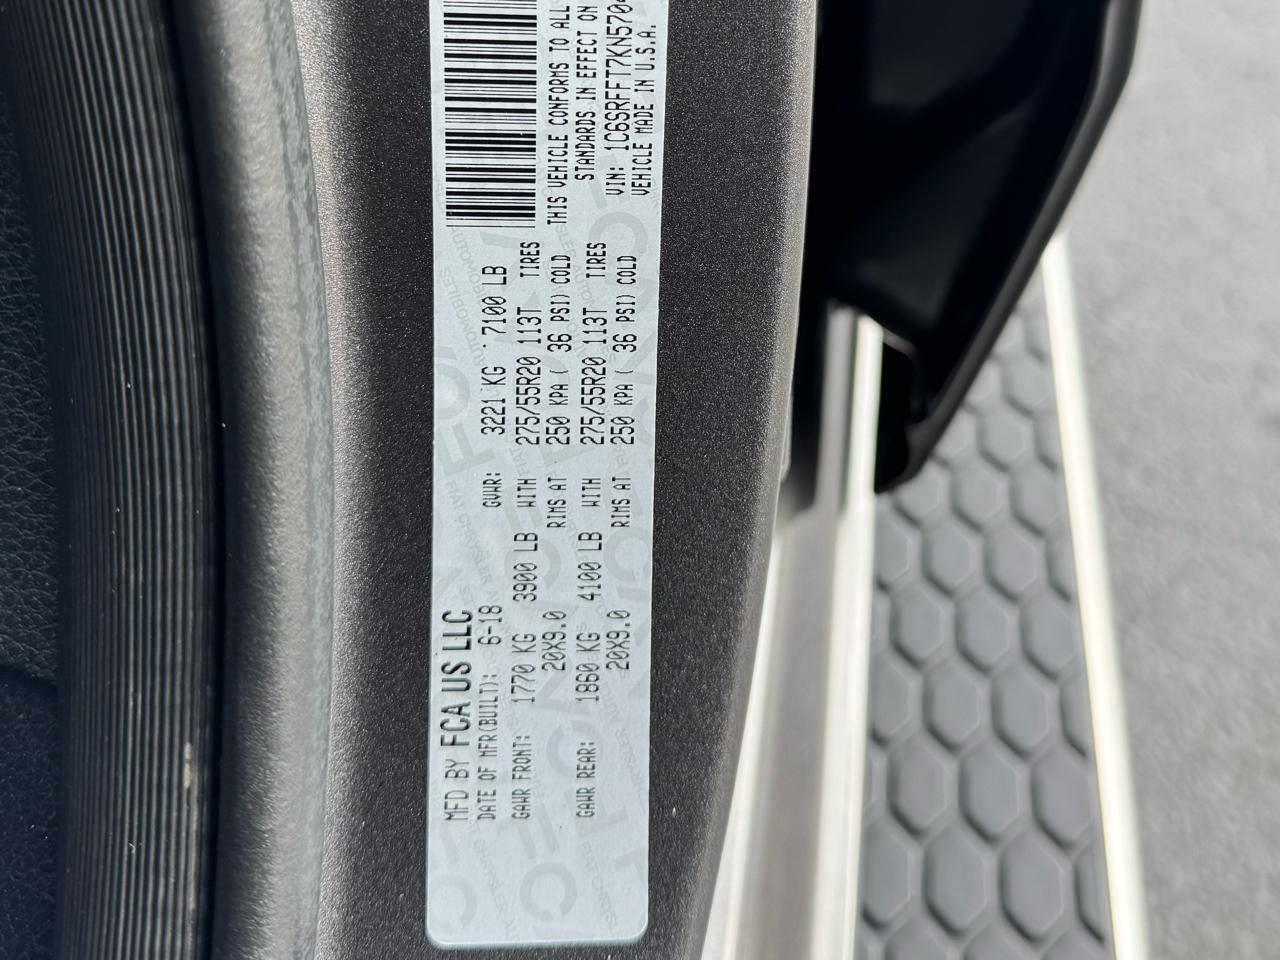 MFD BY FCA US LLC
DATE OF MFR(BUILT): 6-18 GVWR: 3221 KG 7100 LB
GAWR FRONT: 1770 KG 3900 LB WITH 275/55R20 113T TIRES
20X9.0 RIMS AT 250 KPA ( 36 PSI) COLD
GAWR REAR: 1860 KG 4100 LB WITH 275/55R20 113T TIRES
20X9.0 RIMS AT 250 KPA ( 36 PSI) COLD
THIS VEHICLE CONFORMS TO ALL
STANDARDS IN EFFECT ON
VIN: 1C6SRFFT7KN570
VEHICLE MADE IN U.S.A.